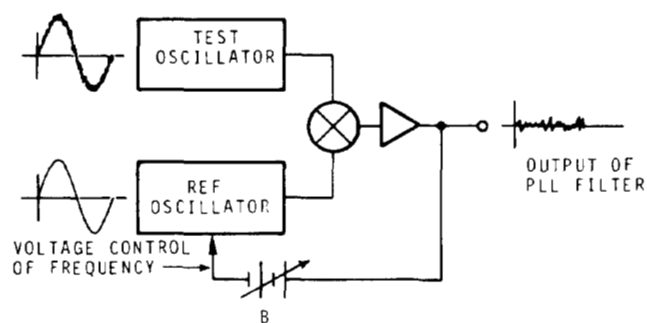 TEST
OSCILLATOR
REF
OSCILLATOR
OUTPUT OF
PLL FILTER
VOLTAGE CONTROL
OF FREQUENCY
B